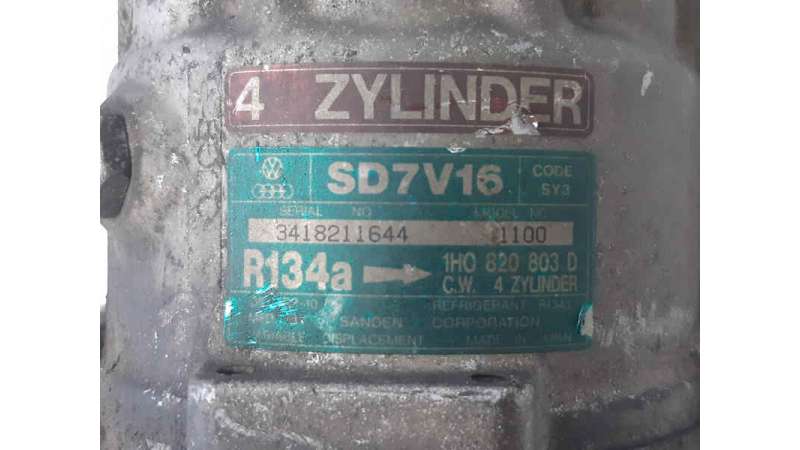 4 ZYLINDER
SD7V16
CODE
SY3
SERIAL NO
MODEL NO
3418211644
1100
R134a
1H0 820 803 D
C.W. 4 ZYLINDER
REFRIGERANT
SANDEN CORPORATION
DISPLACEMENT
MADE IN JAPAN